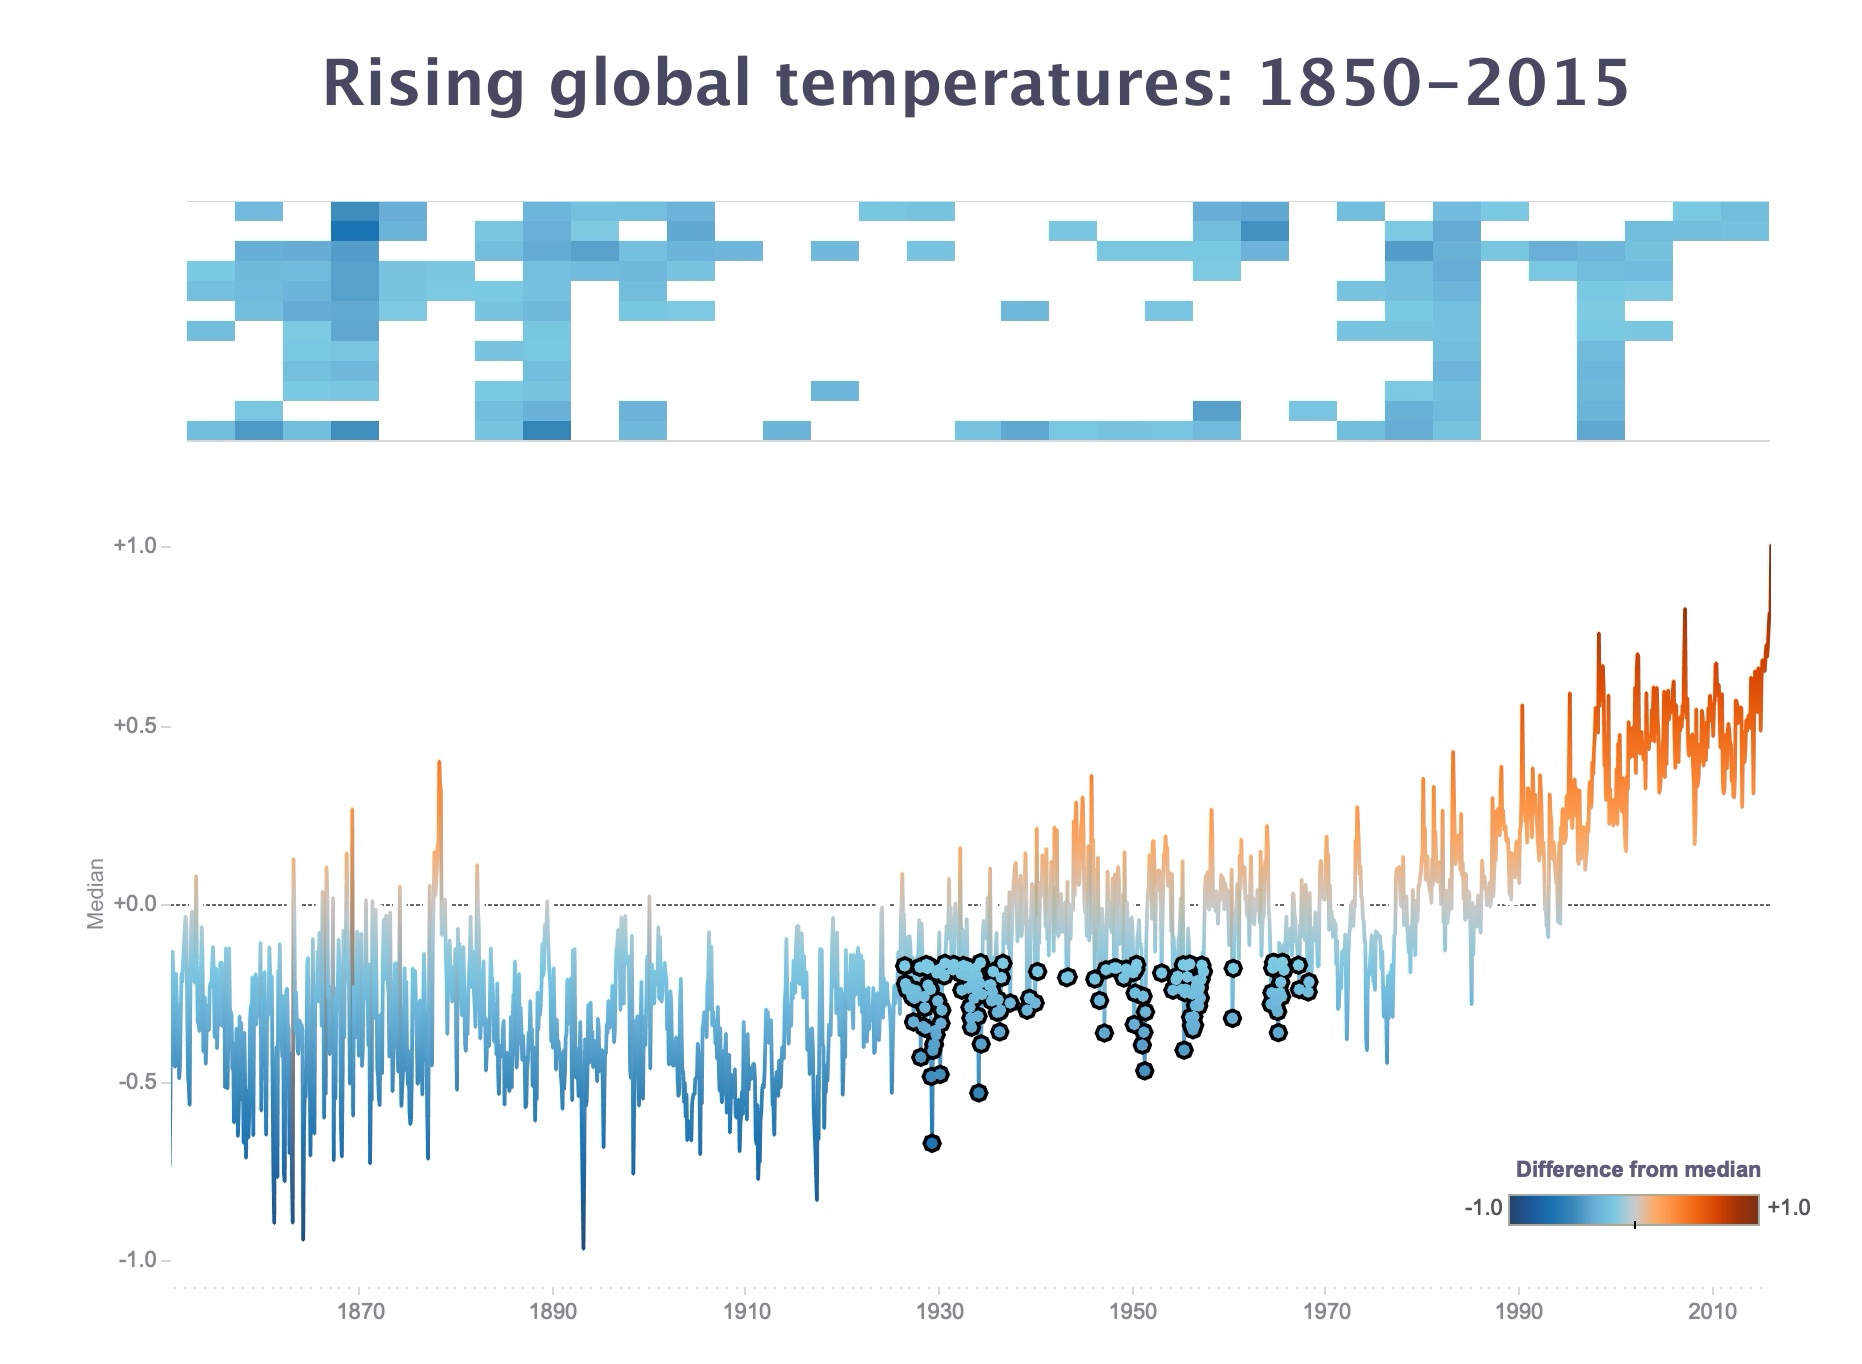 Rising global temperatures: 1850–2015
+1.0
+0.5
+0.0
-0.5
-1.0
Median
Difference from median
-1.0 +1.0
1870 1890 1910 1930 1950 1970 1990 2010